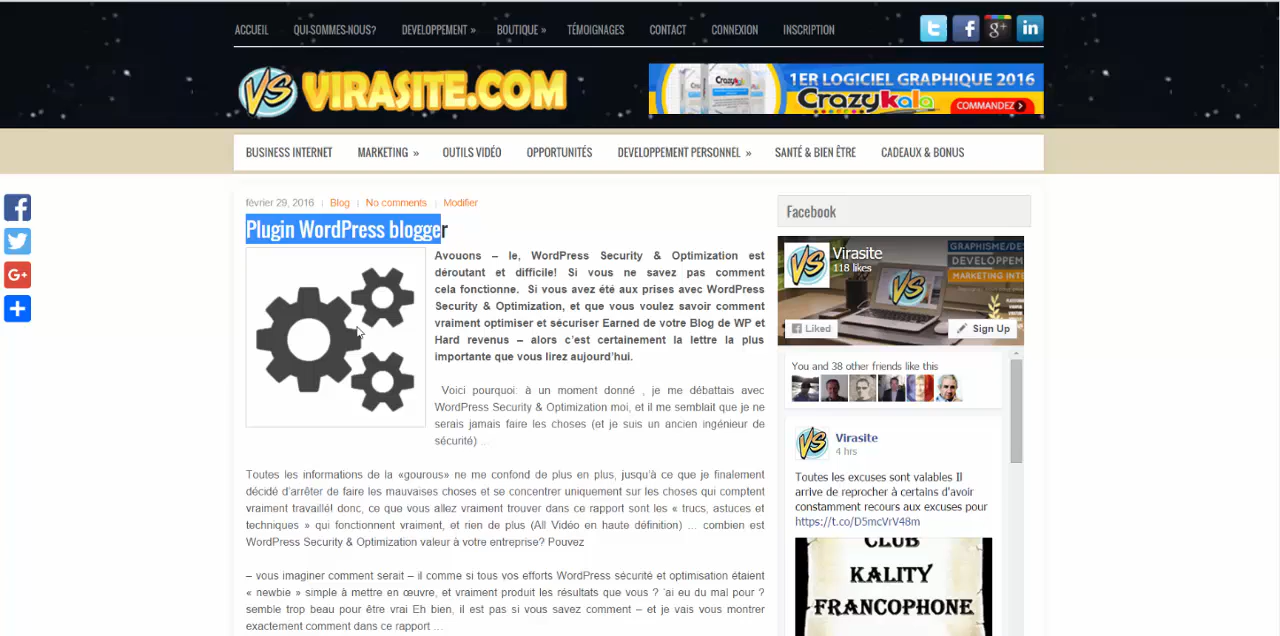 ACCUEIL QUI-SOMMES-NOUS? DEVELOPPEMENT » BOUTIQUE » TÉMOIGNAGES CONTACT CONNEXION INSCRIPTION
VS VIRASITE.COM
1ER LOGICIEL GRAPHIQUE 2016
Crazykala
COMMANDEZ
BUSINESS INTERNET MARKETING » OUTILS VIDÉO OPPORTUNITÉS DEVELOPPEMENT PERSONNEL » SANTÉ & BIEN ÊTRE CADEAUX & BONUS
février 29, 2016 | Blog | No comments | Modifier
Plugin WordPress blogger
Avouons – le, WordPress Security & Optimization est
déroutant et difficile! Si vous ne savez pas comment
cela fonctionne. Si vous avez été aux prises avec WordPress
Security & Optimization, et que vous voulez savoir comment
vraiment optimiser et sécuriser Earned de votre Blog de WP et
Hard revenus – alors c'est certainement la lettre la plus
importante que vous lirez aujourd'hui.
Voici pourquoi: à un moment donné , je me débattais avec
WordPress Security & Optimization moi, et il me semblait que je ne
serais jamais faire les choses (et je suis un ancien ingénieur de
sécurité) ...
Toutes les informations de la «gourous» ne me confond de plus en plus, jusqu'à ce que je finalement
décidé d'arrêter de faire les mauvaises choses et se concentrer uniquement sur les choses qui comptent
vraiment travaillé! donc, ce que vous allez vraiment trouver dans ce rapport sont les « trucs, astuces et
techniques » qui fonctionnent vraiment, et rien de plus (All Vidéo en haute définition) ... combien est
WordPress Security & Optimization valeur à votre entreprise? Pouvez
– vous imaginer comment serait – il comme si tous vos efforts WordPress sécurité et optimisation étaient
« newbie » simple à mettre en œuvre, et vraiment produit les résultats que vous ? 'ai eu du mal pour ?
semble trop beau pour être vrai Eh bien, il est pas si vous savez comment – et je vais vous montrer
exactement comment dans ce rapport ...
Facebook
Virasite
118 likes
GRAPHISME/DES
DEVELOPPEMEN
MARKETING INTE
VS
Liked
Sign Up
You and 38 other friends like this
Virasite
4 hrs
Toutes les excuses sont valables Il
arrive de reprocher à certains d'avoir
constamment recours aux excuses pour
https://t.co/D5mcVrV48m
CLUB
KALITY
FRANCOPHONE